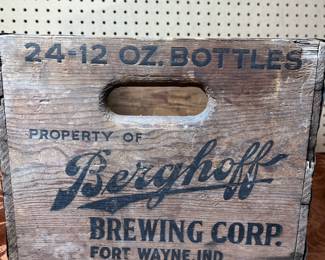 24-12 OZ. BOTTLES
PROPERTY OF
Berghoff
BREWING CORP.
FORT WAYNE, IND.